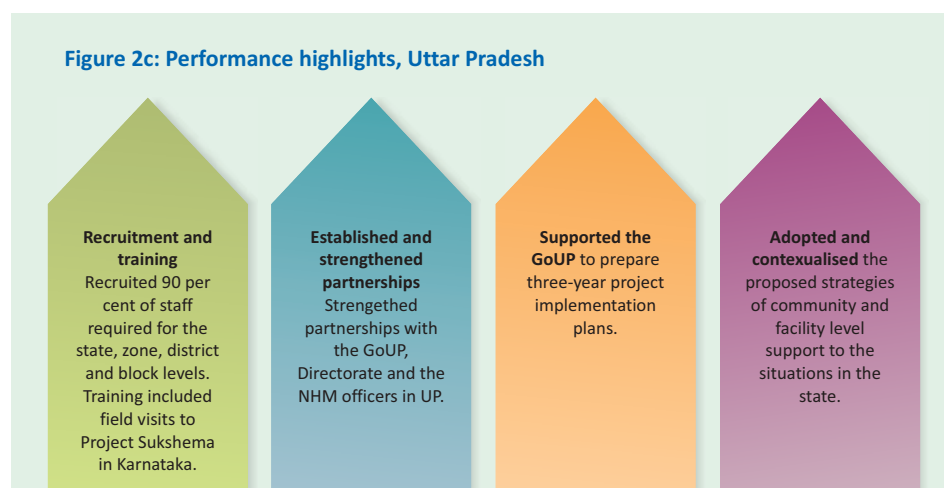 Figure 2c: Performance highlights, Uttar Pradesh
Recruitment and
training
Recruited 90 per
cent of staff
required for the
state, zone, district
and block levels.
Training included
field visits to
Project Sukshema
in Karnataka.
Established and
strengthened
partnerships
Strengethed
partnerships with
the GoUP,
Directorate and the
NHM officers in UP.
Supported the
GoUP to prepare
three-year project
implementation
plans.
Adopted and
contexualised the
proposed strategies
of community and
facility level
support to the
situations in the
state.